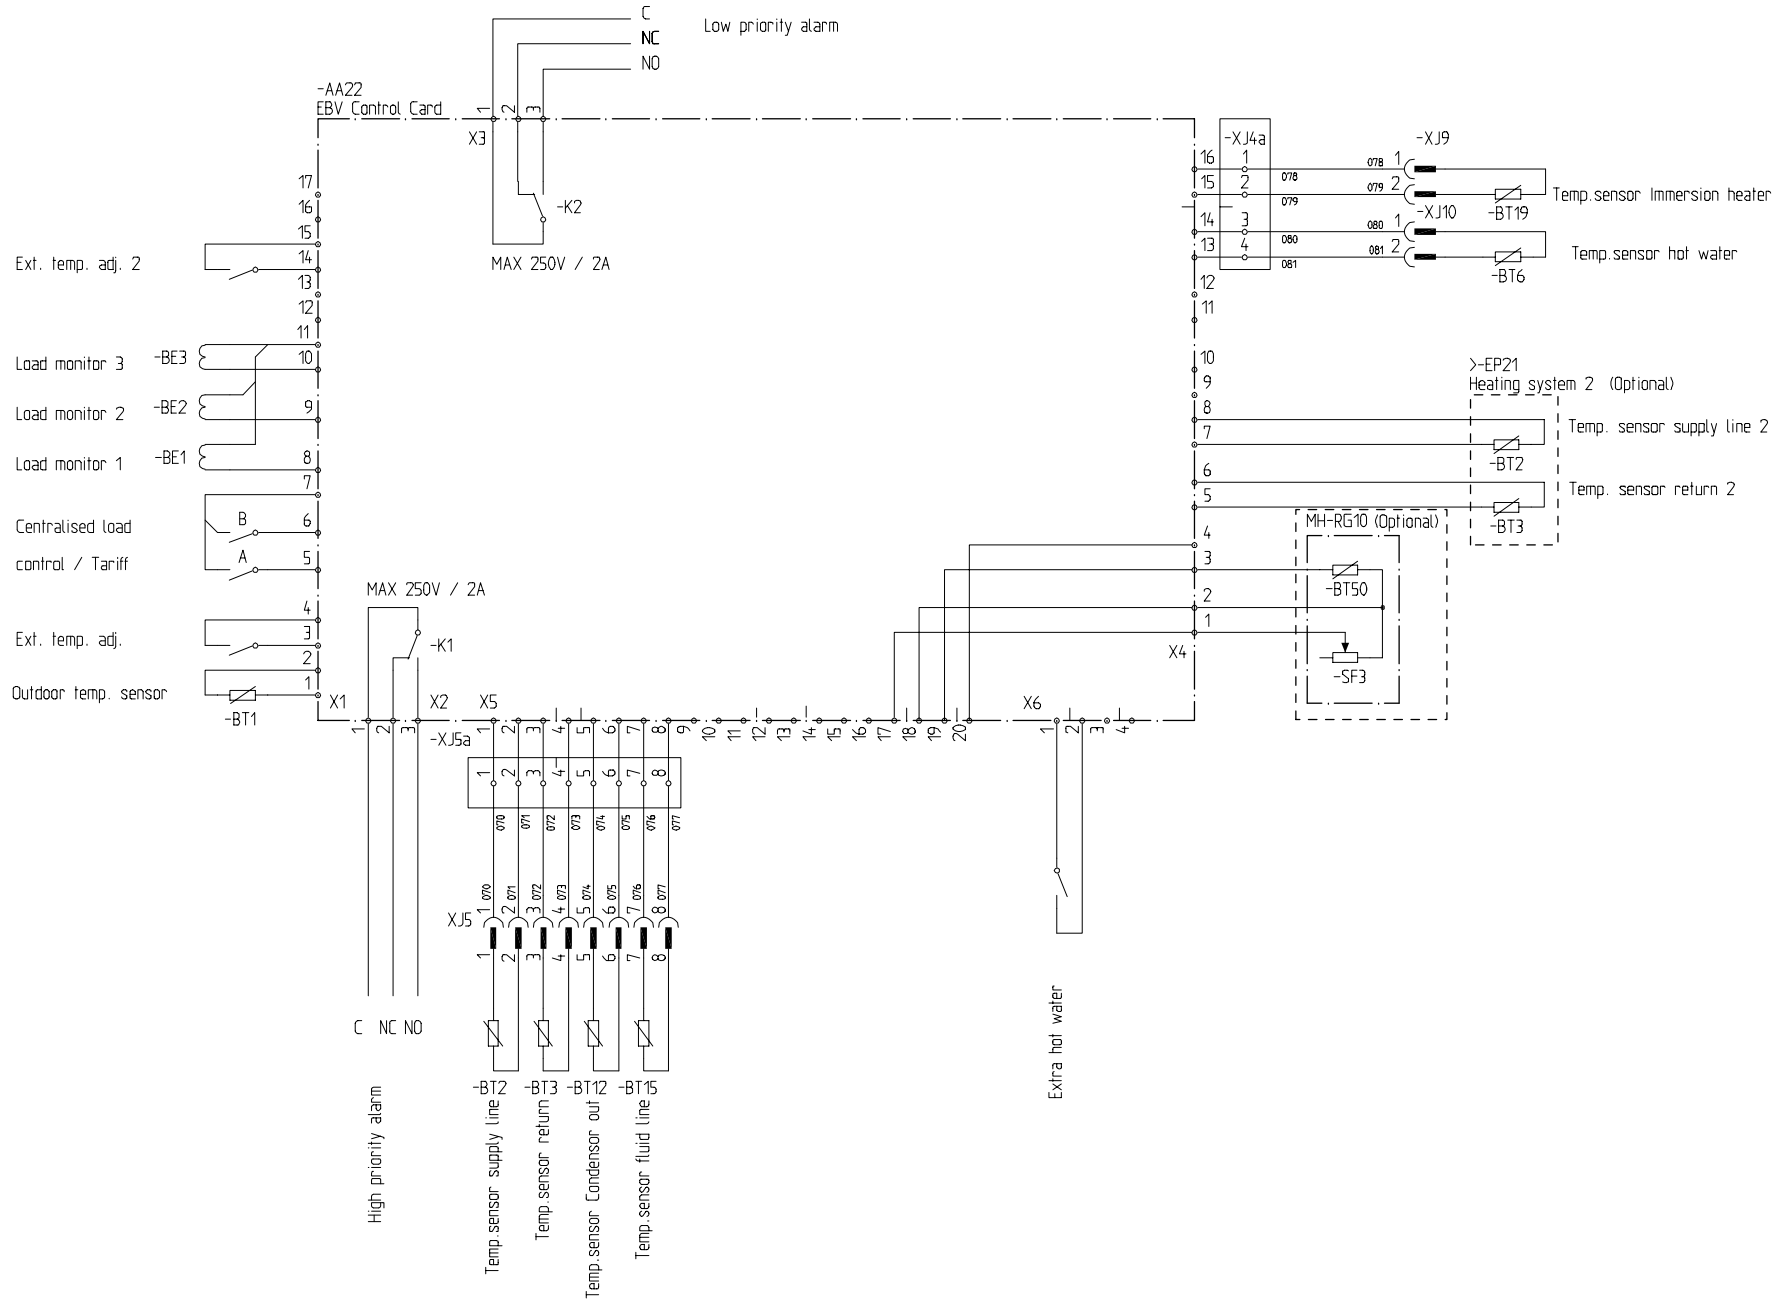 C
Low priority alarm
NC
NO
-AA22
EBV Control Card
1 2 3
X3
-K2
MAX 250V / 2A
17
16
15
14
13
12
11
10
9
8
7
6
5
4
3
2
1
Ext. temp. adj. 2
Load monitor 3 -BE3
Load monitor 2 -BE2
Load monitor 1 -BE1
Centralised load
control / Tariff
B
A
Ext. temp. adj.
Outdoor temp. sensor
-BT1
X1
MAX 250V / 2A
-K1
X2
1 2 3
C NC NO
High priority alarm
X5
-XJ5a
1 2 3 4 5 6 7 8 9 10 11 12 13 14 15 16 17 18 19 20
1 2 3 4 5 6 7 8
070 071 072 073 074 075 076 077
070 071 072 073 074 075 076 077
XJ5
1 2 3 4 5 6 7 8
1 2 3 4 5 6 7 8
-BT2 -BT3 -BT12 -BT15
Temp.sensor supply line
Temp.sensor return
Temp.sensor Condensor out
Temp.sensor fluid line
X6
1 2 3 4
Extra hot water
X4
16
15
14
13
12
11
10
9
8
7
6
5
4
3
2
1
-XJ4a
1
2
3
4
078
079
080
081
-XJ9
078 1
079 2
-BT19
Temp.sensor Immersion heater
-XJ10
080 1
081 2
-BT6
Temp.sensor hot water
>-EP21
Heating system 2 (Optional)
Temp. sensor supply line 2
-BT2
Temp. sensor return 2
-BT3
MH-RG10 (Optional)
-BT50
-SF3